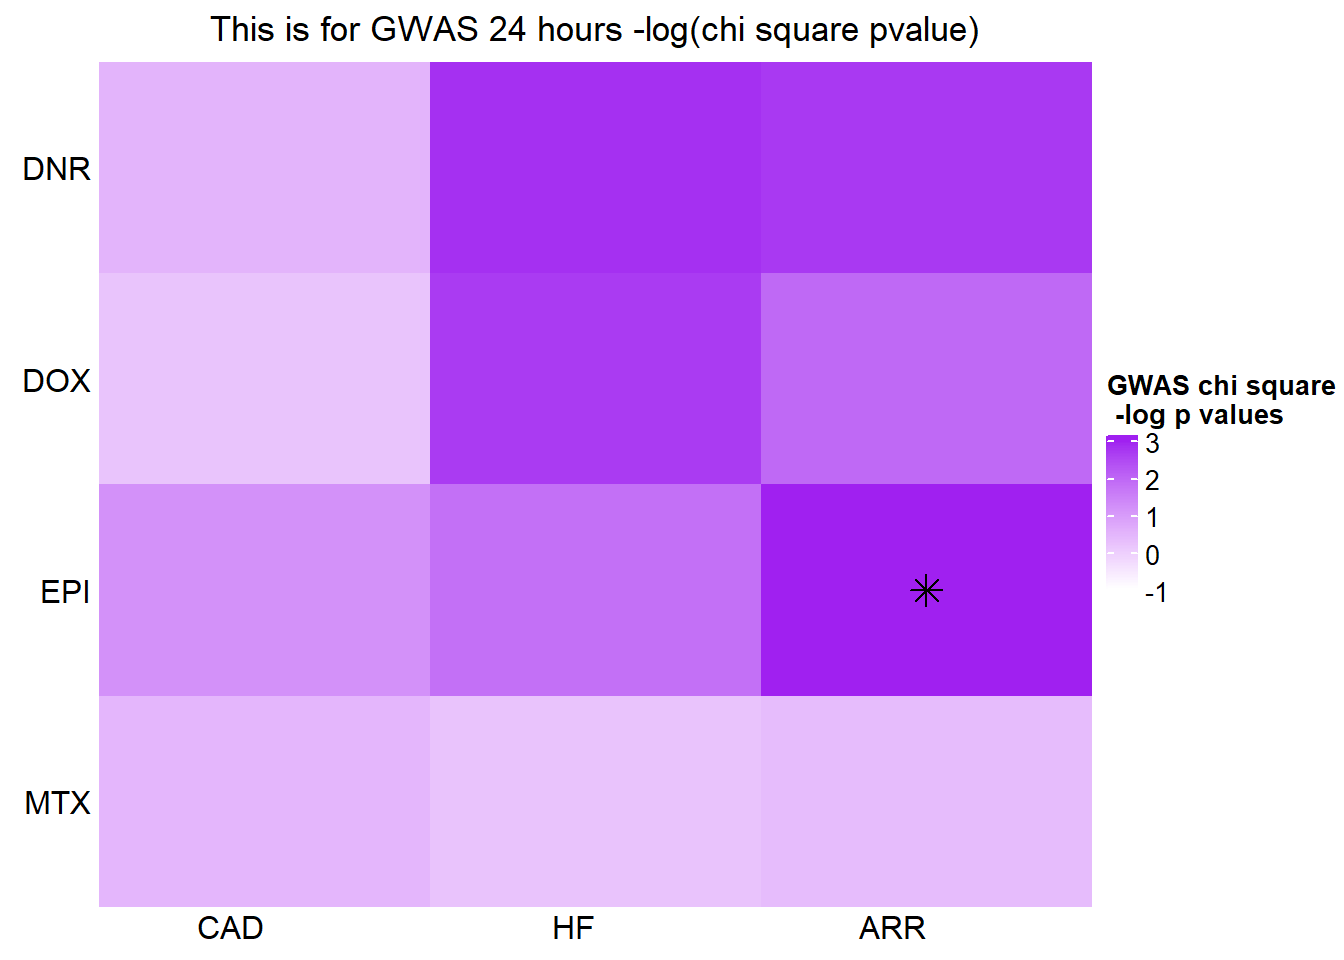 This is for GWAS 24 hours -log(chi square pvalue)
DNR
DOX
EPI
MTX
CAD
HF
ARR
GWAS chi square
-log p values
3
2
1
0
-1